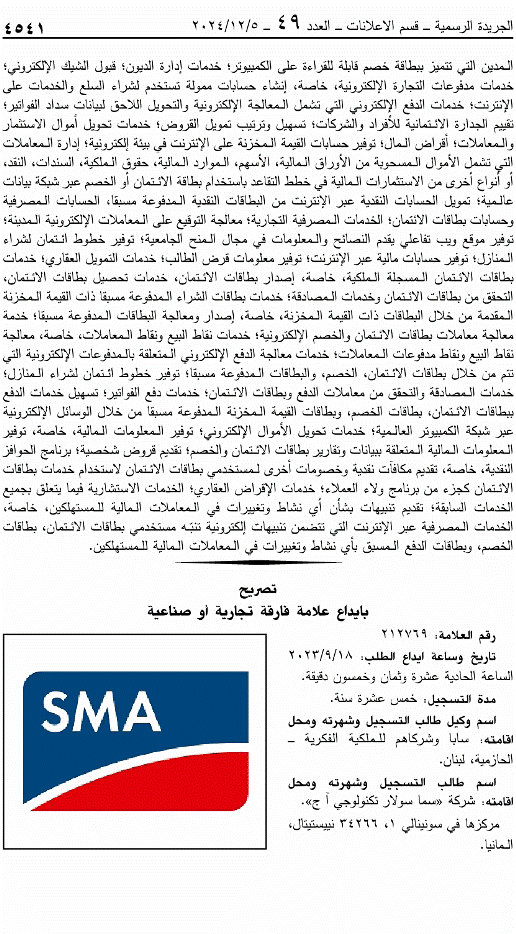 الجريدة الرسمية ــ قسم الاعلانات ــ العدد ٤٩ ــ ٢٠٢٤/١٢/٥
٤٥٤١
المدين التي تتميز ببطاقة خصم قابلة للقراءة على الكمبيوتر؛ خدمات إدارة الديون؛ قبول الشيك الإلكتروني؛
خدمات مدفوعات التجارة الإلكترونية، خاصة، إنشاء حسابات ممولة تستخدم لشراء السلع والخدمات على
الإنترنت؛ خدمات الدفع الإلكتروني التي تشمل المعالجة الإلكترونية والتحويل اللاحق لبيانات سداد الفواتير؛
تقييم الجدارة الائتمانية للأفراد والشركات؛ تسهيل وترتيب تمويل القروض؛ خدمات تحويل أموال الاستثمار
والمعاملات؛ أقراض المال؛ توفير حسابات القيمة المخزنة على الإنترنت في بيئة إلكترونية؛ إدارة المعاملات
التي تشمل الأموال المسحوبة من الأوراق المالية، الأسهم، الموارد المالية، حقوق الملكية، السندات، النقد،
أو أنواع أخرى من الاستثمارات المالية في خطط التقاعد باستخدام بطاقة الائتمان أو الخصم عبر شبكة بيانات
عالمية؛ تمويل الحسابات النقدية عبر الإنترنت من البطاقات النقدية المدفوعة مسبقا، الحسابات المصرفية
وحسابات بطاقات الائتمان؛ الخدمات المصرفية التجارية؛ معالجة التوقيع على المعاملات الإلكترونية المدينة؛
توفير موقع ويب تفاعلي يقدم النصائح والمعلومات في مجال المنح الجامعية؛ توفير خطوط ائتمان لشراء
المنازل؛ توفير حسابات مالية عبر الإنترنت؛ توفير معلومات قرض الطالب؛ خدمات التمويل العقاري؛ خدمات
بطاقات الائتمان المسجلة الملكية، خاصة، إصدار بطاقات الائتمان، خدمات تحصيل بطاقات الائتمان،
التحقق من بطاقات الائتمان وخدمات المصادقة؛ خدمات بطاقات الشراء المدفوعة مسبقا ذات القيمة المخزنة
المقدمة من خلال البطاقات ذات القيمة المخزنة، خاصة، إصدار ومعالجة البطاقات المدفوعة مسبقا؛ خدمة
معالجة معاملات بطاقات الائتمان والخصم الإلكترونية؛ خدمات نقاط البيع ونقاط المعاملات، خاصة، معالجة
نقاط البيع ونقاط مدفوعات المعاملات؛ خدمات معالجة الدفع الإلكتروني المتعلقة بالمدفوعات الإلكترونية التي
تتم من خلال بطاقات الائتمان، الخصم، والبطاقات المدفوعة مسبقا؛ توفير خطوط ائتمان لشراء المنازل؛
خدمات المصادقة والتحقق من معاملات الدفع وبطاقات الائتمان؛ خدمات دفع الفواتير؛ تسهيل خدمات الدفع
ببطاقات الائتمان، بطاقات الخصم، وبطاقات القيمة المخزنة المدفوعة مسبقا من خلال الوسائل الإلكترونية
عبر شبكة الكمبيوتر العالمية؛ خدمات تحويل الأموال الإلكتروني؛ توفير المعلومات المالية، خاصة، توفير
المعلومات المالية المتعلقة ببيانات وتقارير بطاقات الائتمان والخصم؛ تقديم قروض شخصية؛ برنامج الحوافز
النقدية، خاصة، تقديم مكافآت نقدية وخصومات أخرى لمستخدمي بطاقات الائتمان لاستخدام خدمات بطاقات
الائتمان كجزء من برنامج ولاء العملاء؛ خدمات الإقراض العقاري؛ الخدمات الاستشارية فيما يتعلق بجميع
الخدمات السابقة؛ تقديم تنبيهات بشأن أي نشاط وتغييرات في المعاملات المالية للمستهلكين، خاصة،
الخدمات المصرفية عبر الإنترنت التي تتضمن تنبيهات إلكترونية تنبّه مستخدمي بطاقات الائتمان، بطاقات
الخصم، وبطاقات الدفع المسبق بأي نشاط وتغييرات في المعاملات المالية للمستهلكين.
تصريح
بايداع علامة فارقة تجارية أو صناعية
رقم العلامة: ٢١٢٧٦٩
تاريخ وساعة ايداع الطلب: ٢٠٢٣/٩/١٨
الساعة الحادية عشرة وثمان وخمسون دقيقة.
مدة التسجيل: خمس عشرة سنة.
اسم وكيل طالب التسجيل وشهرته ومحل
اقامته: سابا وشركاهم للملكية الفكرية ــ
الحازمية، لبنان.
اسم طالب التسجيل وشهرته ومحل
اقامته: شركة «سما سولار تكنولوجي آ ج».
مركزها في سونينالي ١، ٣٤٢٦٦ نييستيتال،
المانيا.
SMA